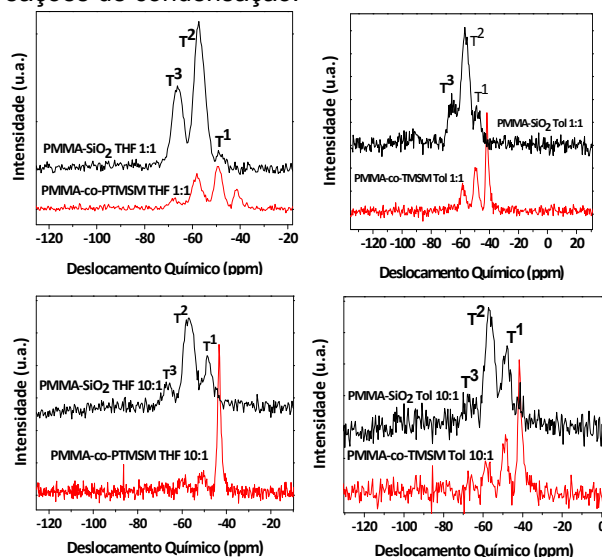 de condensação.
Intensidade (u.a.)
T²
T³
T¹
PMMA-SiO₂ THF 1:1
PMMA-co-PTMSM THF 1:1
-120 -100 -80 -60 -40 -20
Deslocamento Químico (ppm)
Intensidade (u.a.)
T²
T³
T¹
PMMA-SiO₂ Tol 1:1
PMMA-co-TMSM Tol 1:1
-120 -100 -80 -60 -40 -20 0 20
Deslocamento Químico (ppm)
Intensidade (u.a.)
T²
T¹
T³
PMMA-SiO₂ THF 10:1
PMMA-co-PTMSM THF 10:1
-120 -100 -80 -60 -40 -20
Deslocamento Químico (ppm)
Intensidade (u.a.)
T²
T¹
T³
PMMA-SiO₂ Tol 10:1
PMMA-co-TMSM Tol 10:1
-120 -100 -80 -60 -40 -20 0
Deslocamento Químico (ppm)